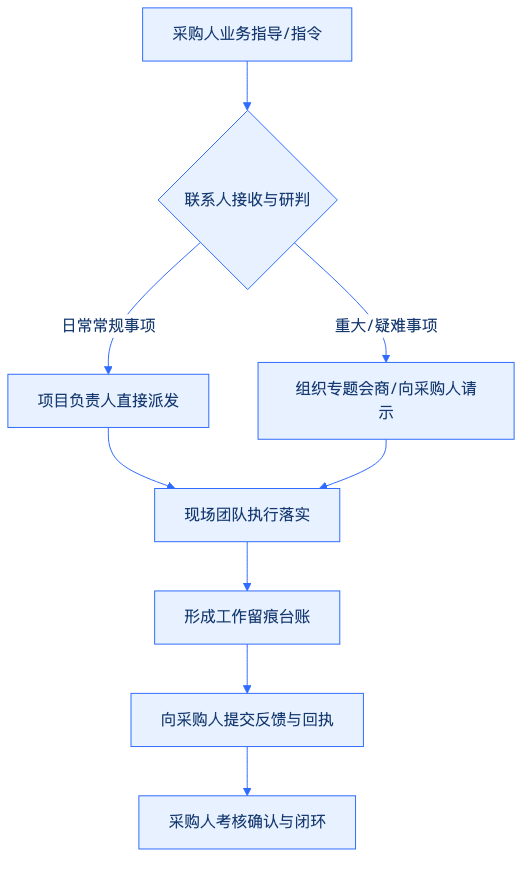 采购人业务指导/指令
联系人接收与研判
日常常规事项
重大/疑难事项
项目负责人直接派发
组织专题会商/向采购人请
示
现场团队执行落实
形成工作留痕台账
向采购人提交反馈与回执
采购人考核确认与闭环